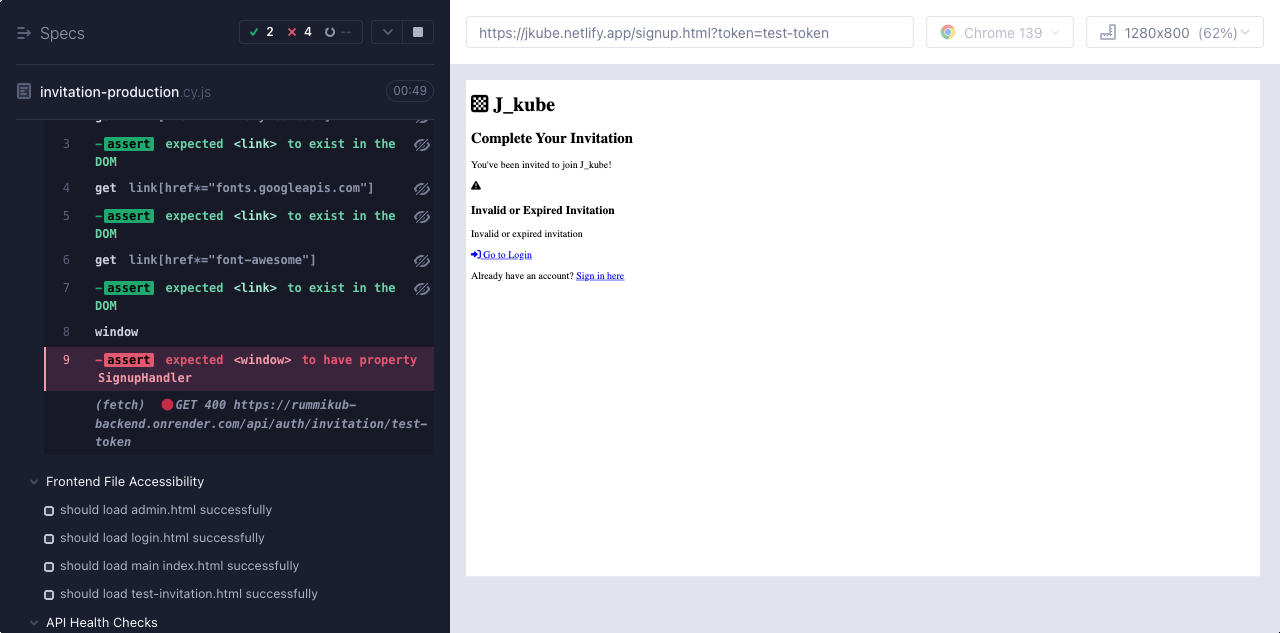 Specs
2 4 --
invitation-production.cy.js 00:49
3 -assert expected <link> to exist in the
DOM
4 get link[href*="fonts.googleapis.com"]
5 -assert expected <link> to exist in the
DOM
6 get link[href*="font-awesome"]
7 -assert expected <link> to exist in the
DOM
8 window
9 -assert expected <window> to have property
SignupHandler
(fetch) GET 400 https://rummikub-
backend.onrender.com/api/auth/invitation/test-
token
Frontend File Accessibility
should load admin.html successfully
should load login.html successfully
should load main index.html successfully
should load test-invitation.html successfully
API Health Checks
https://jkube.netlify.app/signup.html?token=test-token
Chrome 139
1280x800 (62%)
J_kube
Complete Your Invitation
You've been invited to join J_kube!
Invalid or Expired Invitation
Invalid or expired invitation
Go to Login
Already have an account? Sign in here